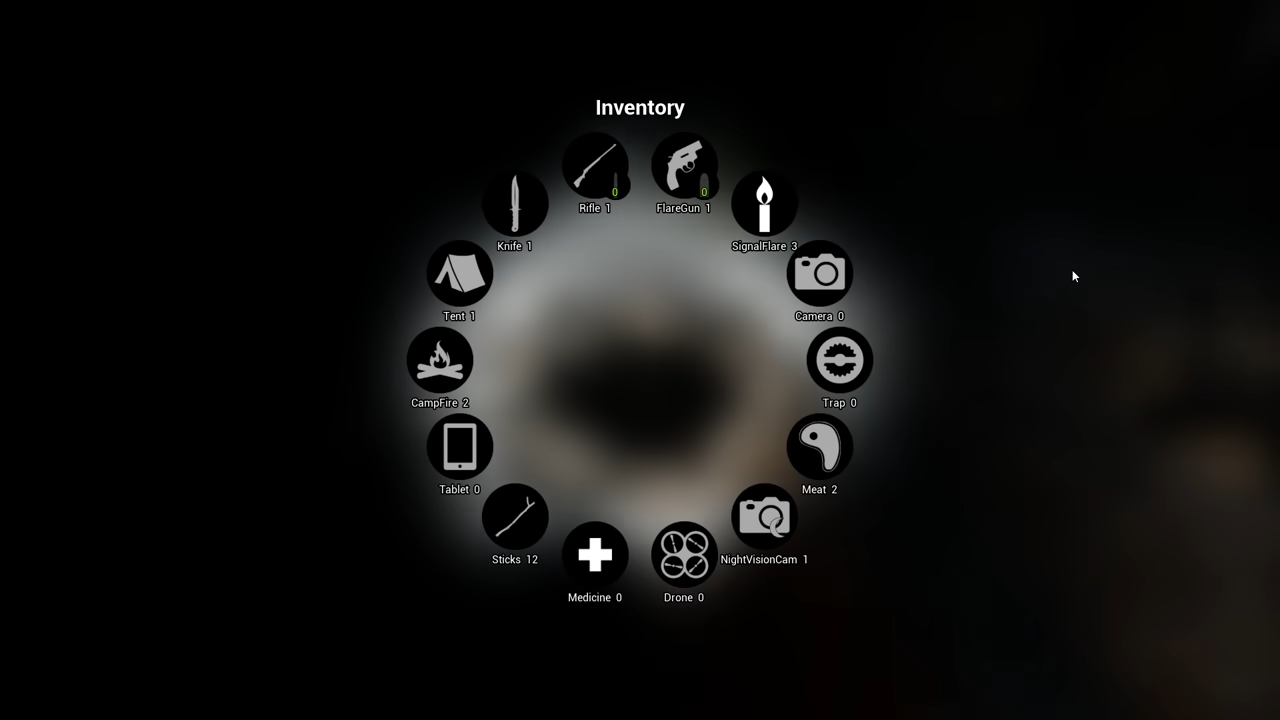 Inventory
0
0
Rifle 1
FlareGun 1
Knife 1
SignalFlare 3
Tent 1
Camera 0
CampFire 2
Trap 0
Tablet 0
Meat 2
Sticks 12
NightVisionCam 1
Medicine 0
Drone 0